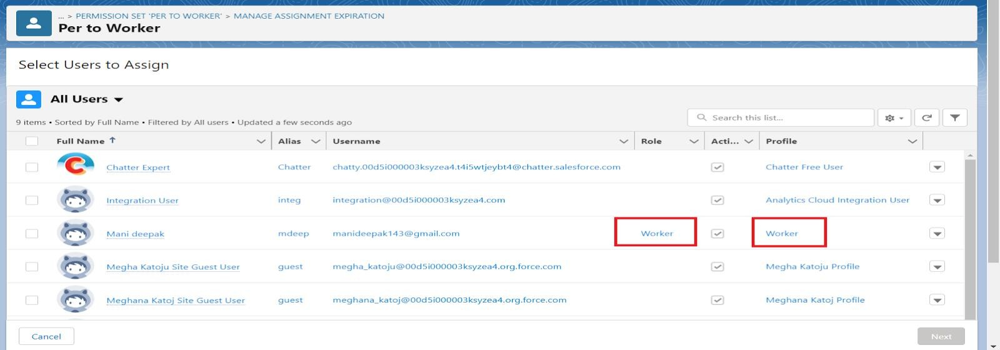 ... > PERMISSION SET 'PER TO WORKER' > MANAGE ASSIGNMENT EXPIRATION
Per to Worker
Select Users to Assign
All Users
9 items • Sorted by Full Name • Filtered by All users • Updated a few seconds ago
Search this list...
Full Name Alias Username Role Acti... Profile
Chatter Expert Chatter chatty.00d5i000003ksyzea4.t4i5wtjeybt4@chatter.salesforce.com Chatter Free User
Integration User integ integration@00d5i000003ksyzea4.com Analytics Cloud Integration User
Mani deepak mdeep manideepak143@gmail.com Worker Worker
Megha Katoju Site Guest User guest megha_katoju@00d5i000003ksyzea4.org.force.com Megha Katoju Profile
Meghana Katoj Site Guest User guest meghana_katoj@00d5i000003ksyzea4.org.force.com Meghana Katoj Profile
Cancel Next